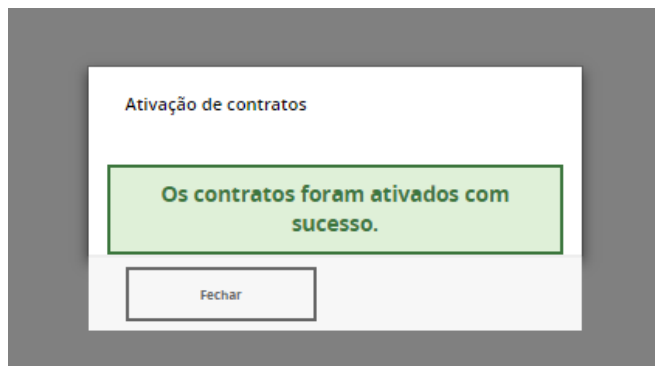 Ativação de contratos
Os contratos foram ativados com
sucesso.
Fechar